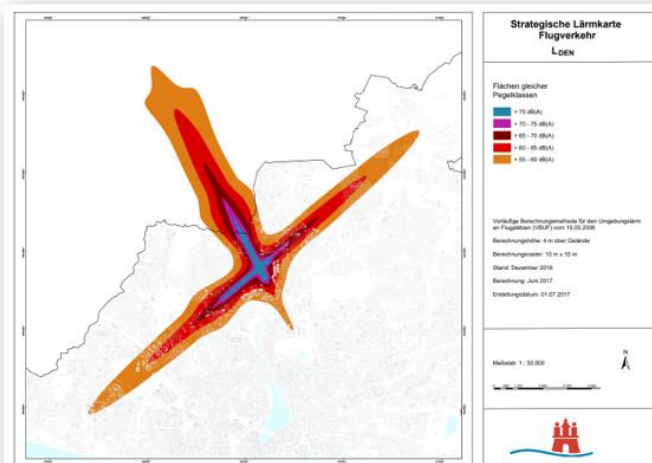 Strategische Lärmkarte
Flugverkehr
L DEN
Flächen gleicher
Pegelklassen
> 75 dB(A)
> 70 - 75 dB(A)
> 65 - 70 dB(A)
> 60 - 65 dB(A)
> 55 - 60 dB(A)
Vorläufige Berechnungsmethode für den Umgebungslärm
an Flugplätzen (VBUF) vom 10.05.2006
Berechnungshöhe: 4 m über Gelände
Berechnungsraster: 10 m x 10 m
Stand: Dezember 2016
Berechnung: Juni 2017
Erstellungsdatum: 01.07.2017
Maßstab: 1 : 30.000
N